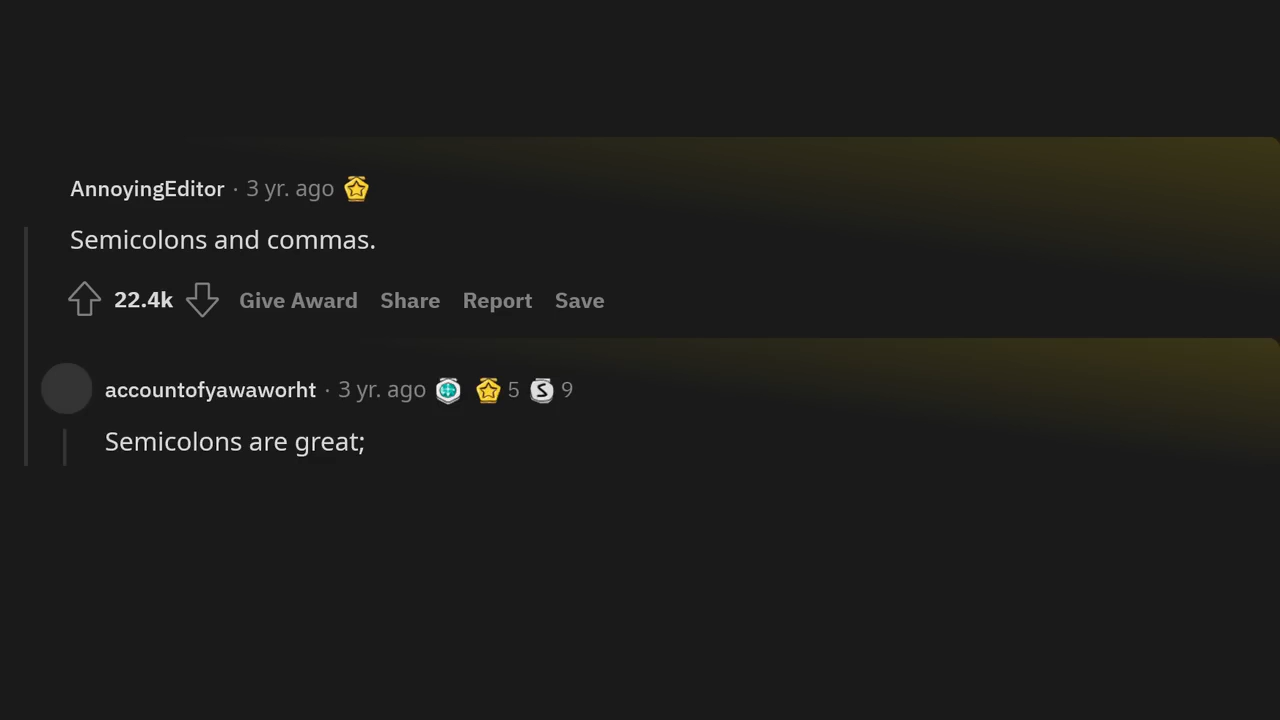 AnnoyingEditor · 3 yr. ago
Semicolons and commas.
22.4k Give Award Share Report Save
accountofyawaworht · 3 yr. ago 5 S 9
Semicolons are great;